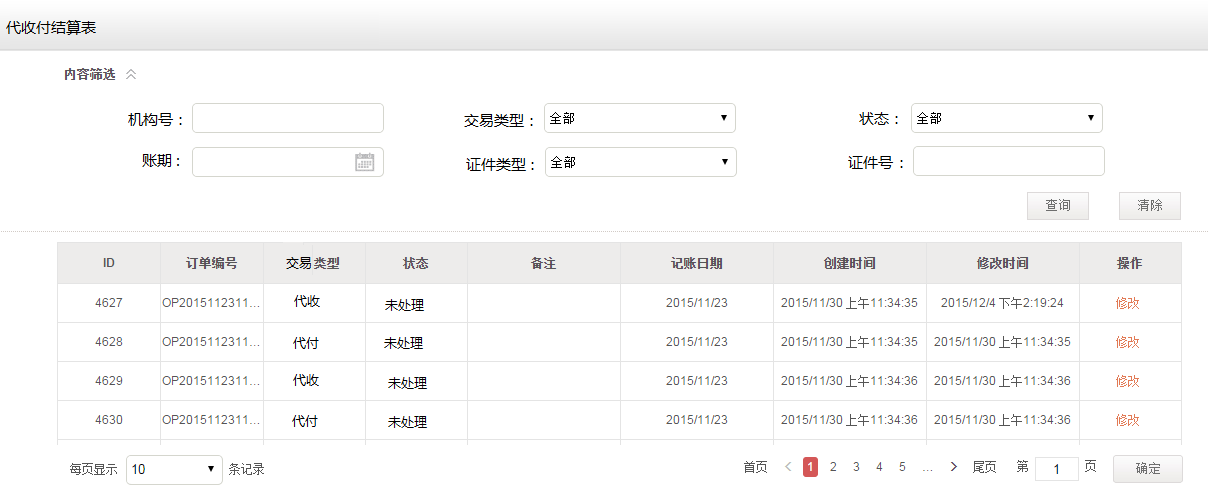 代收付结算表
内容筛选
机构号： 交易类型： 全部 状态： 全部
账期： 证件类型： 全部 证件号：
查询 清除
ID 订单编号 交易类型 状态 备注 记账日期 创建时间 修改时间 操作
4627 OP2015112311... 代收 未处理 2015/11/23 2015/11/30 上午11:34:35 2015/12/4 下午2:19:24 修改
4628 OP2015112311... 代付 未处理 2015/11/23 2015/11/30 上午11:34:35 2015/11/30 上午11:34:35 修改
4629 OP2015112311... 代收 未处理 2015/11/23 2015/11/30 上午11:34:36 2015/11/30 上午11:34:36 修改
4630 OP2015112311... 代付 未处理 2015/11/23 2015/11/30 上午11:34:36 2015/11/30 上午11:34:36 修改
每页显示 10 条记录 首页 < 1 2 3 4 5 ... > 尾页 第 1 页 确定